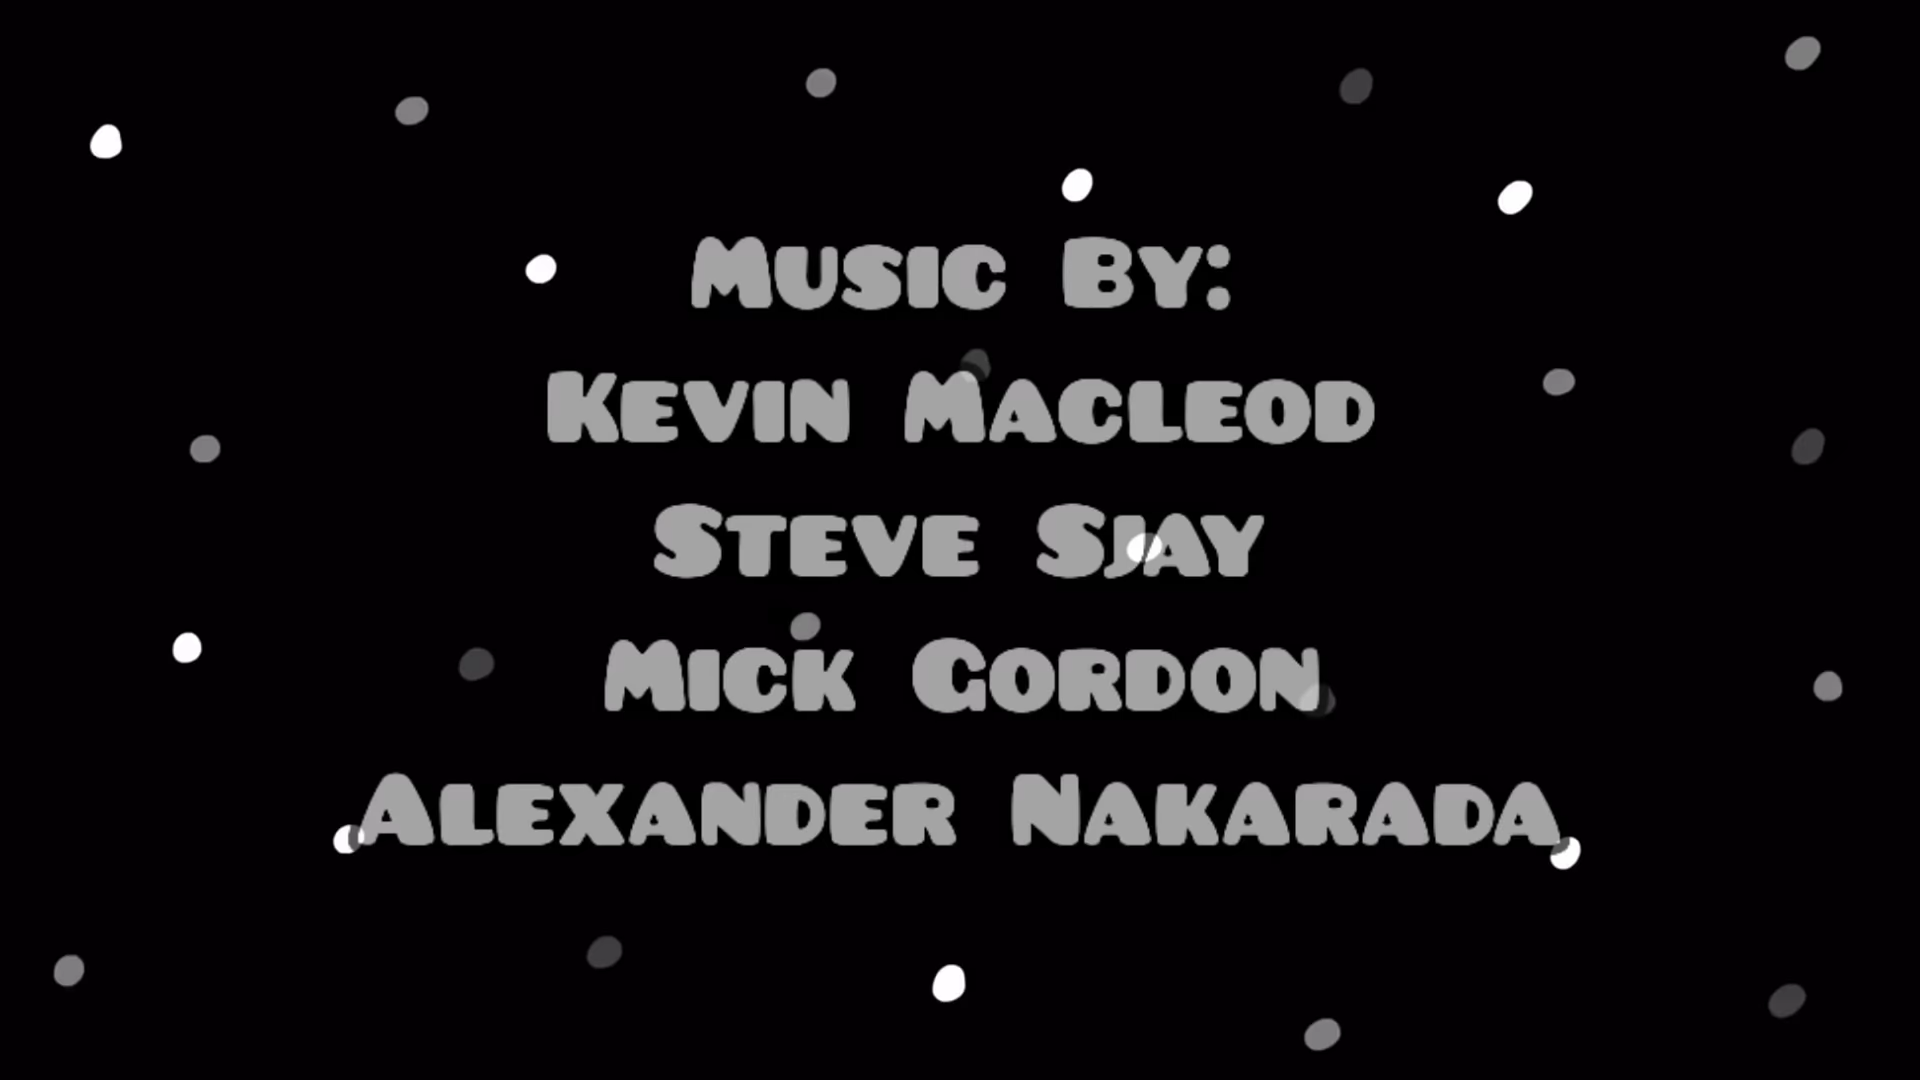 Music By:
Kevin Macleod
Steve Sjay
Mick Gordon
Alexander Nakarada